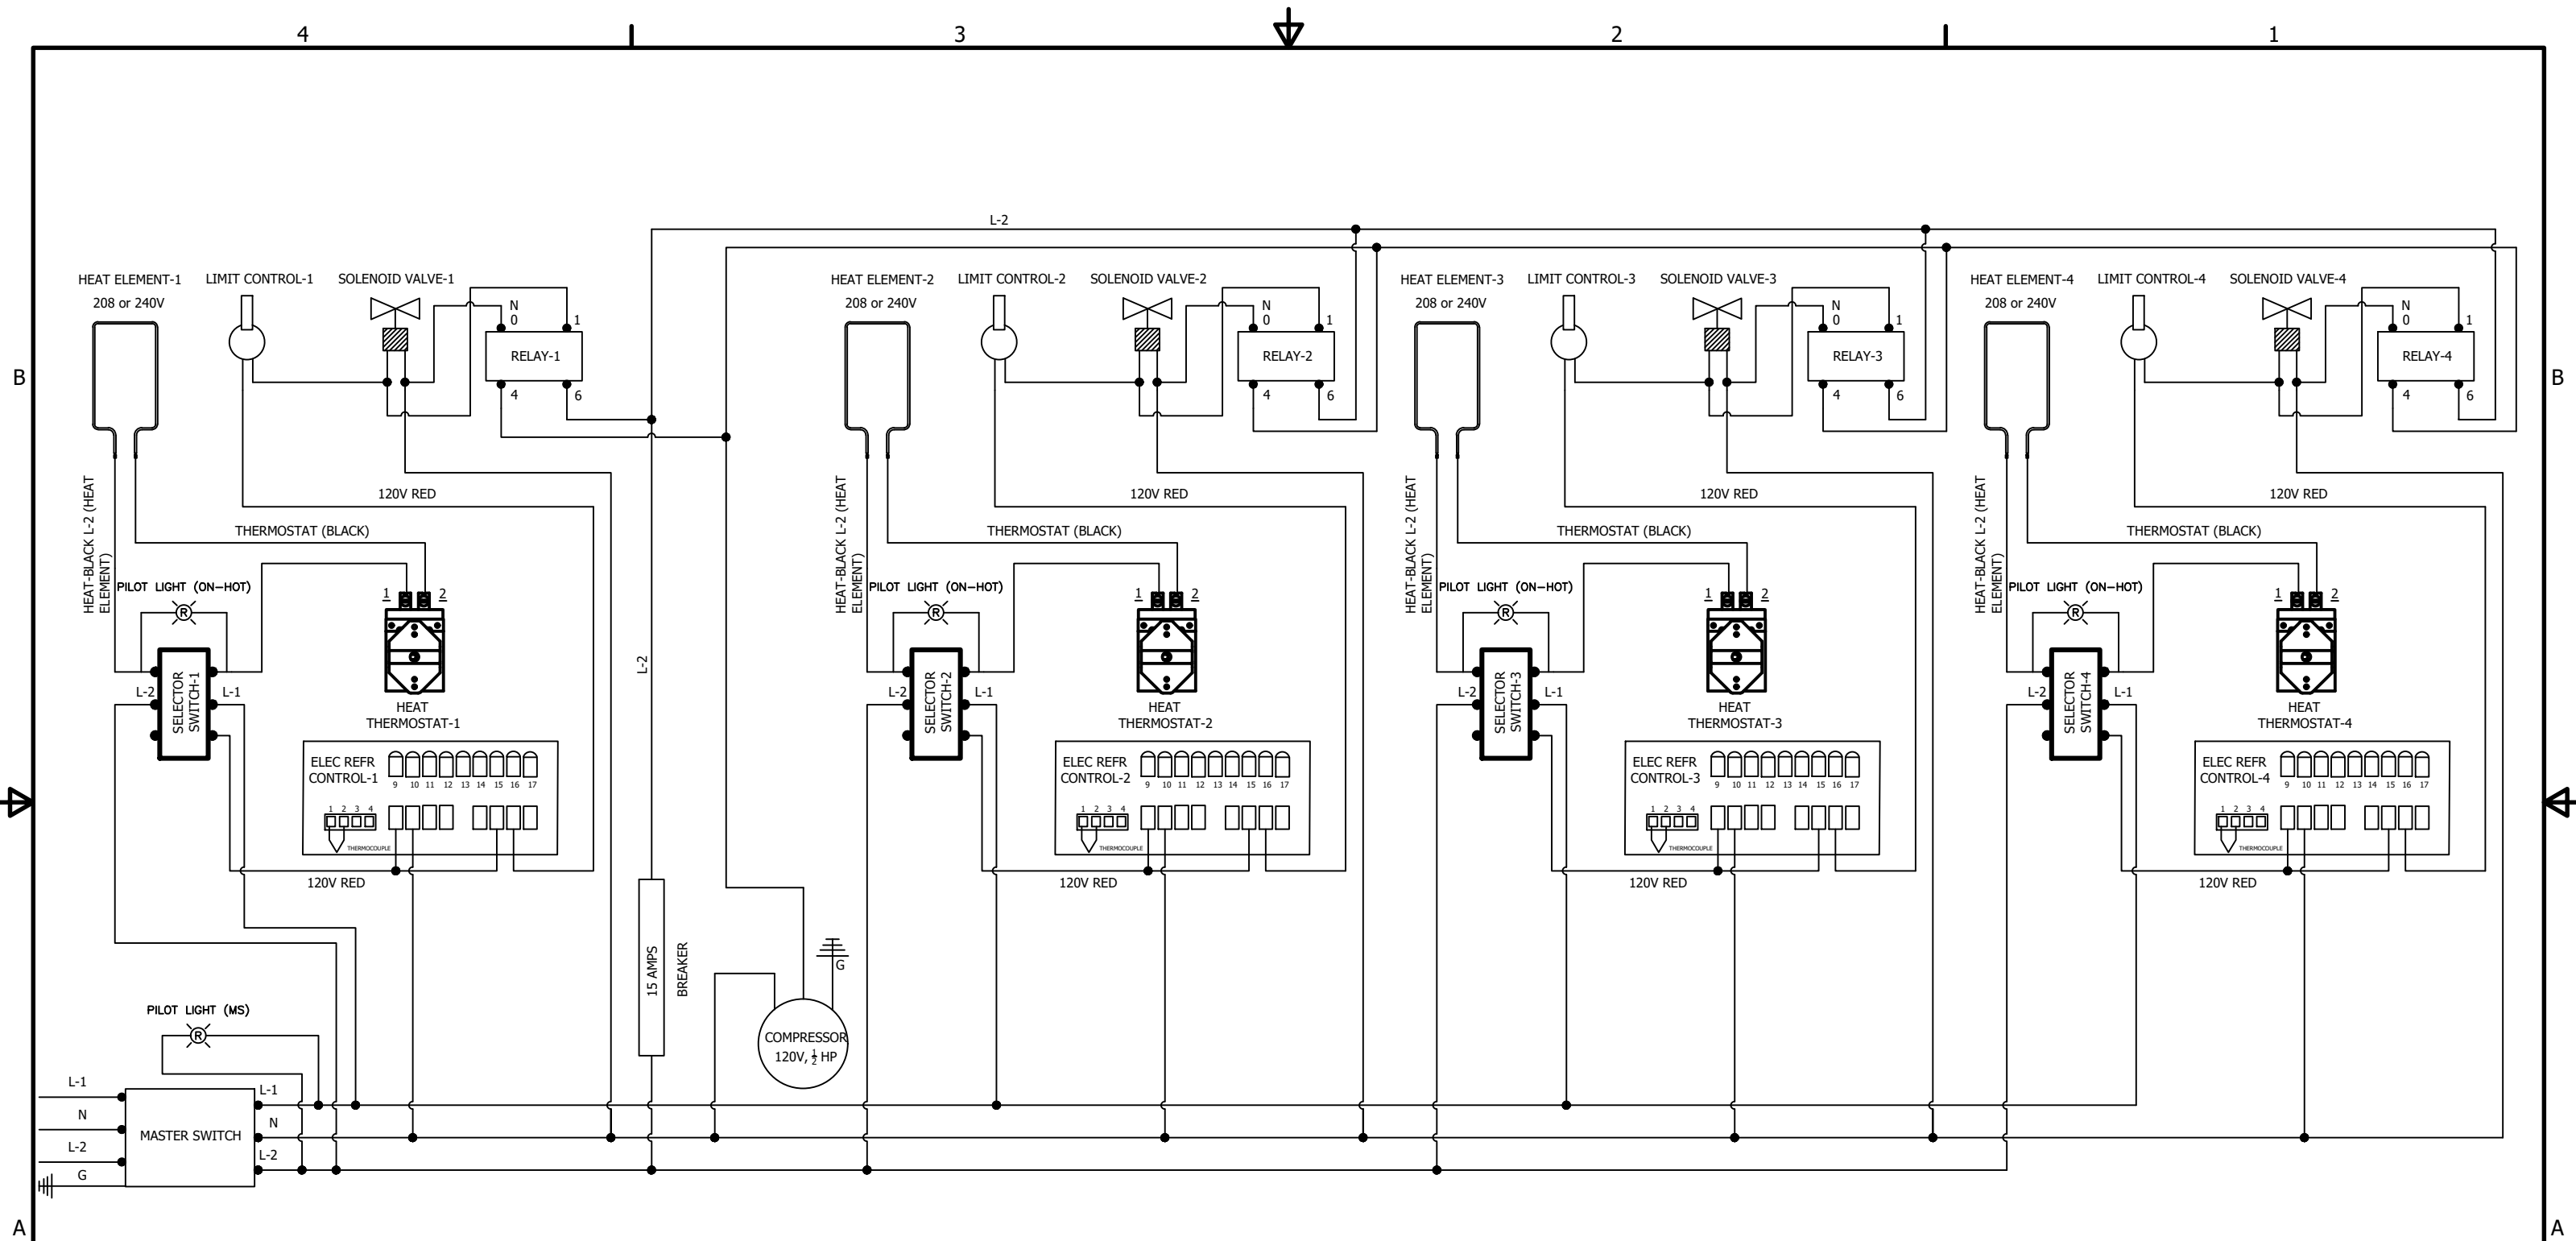 4
3
2
1
L-2
HEAT ELEMENT-1
208 or 240V
LIMIT CONTROL-1
SOLENOID VALVE-1
N
0
1
RELAY-1
4
6
HEAT ELEMENT-2
208 or 240V
LIMIT CONTROL-2
SOLENOID VALVE-2
N
0
1
RELAY-2
4
6
HEAT ELEMENT-3
208 or 240V
LIMIT CONTROL-3
SOLENOID VALVE-3
N
0
1
RELAY-3
4
6
HEAT ELEMENT-4
208 or 240V
LIMIT CONTROL-4
SOLENOID VALVE-4
N
0
1
RELAY-4
4
6
B
B
HEAT-BLACK L-2 (HEAT
ELEMENT)
120V RED
THERMOSTAT (BLACK)
PILOT LIGHT (ON-HOT)
R
1
2
L-2
L-1
SELECTOR
SWITCH-1
HEAT
THERMOSTAT-1
ELEC REFR
CONTROL-1
9 10 11 12 13 14 15 16 17
1 2 3 4
THERMOCOUPLE
120V RED
L-2
HEAT-BLACK L-2 (HEAT
ELEMENT)
120V RED
THERMOSTAT (BLACK)
PILOT LIGHT (ON-HOT)
R
1
2
L-2
L-1
SELECTOR
SWITCH-2
HEAT
THERMOSTAT-2
ELEC REFR
CONTROL-2
9 10 11 12 13 14 15 16 17
1 2 3 4
THERMOCOUPLE
120V RED
HEAT-BLACK L-2 (HEAT
ELEMENT)
120V RED
THERMOSTAT (BLACK)
PILOT LIGHT (ON-HOT)
R
1
2
L-2
L-1
SELECTOR
SWITCH-3
HEAT
THERMOSTAT-3
ELEC REFR
CONTROL-3
9 10 11 12 13 14 15 16 17
1 2 3 4
THERMOCOUPLE
120V RED
HEAT-BLACK L-2 (HEAT
ELEMENT)
120V RED
THERMOSTAT (BLACK)
PILOT LIGHT (ON-HOT)
R
1
2
L-2
L-1
SELECTOR
SWITCH-4
HEAT
THERMOSTAT-4
ELEC REFR
CONTROL-4
9 10 11 12 13 14 15 16 17
1 2 3 4
THERMOCOUPLE
120V RED
15 AMPS
BREAKER
G
COMPRESSOR
120V, ½ HP
PILOT LIGHT (MS)
R
L-1
N
L-2
G
MASTER SWITCH
L-1
N
L-2
A
A